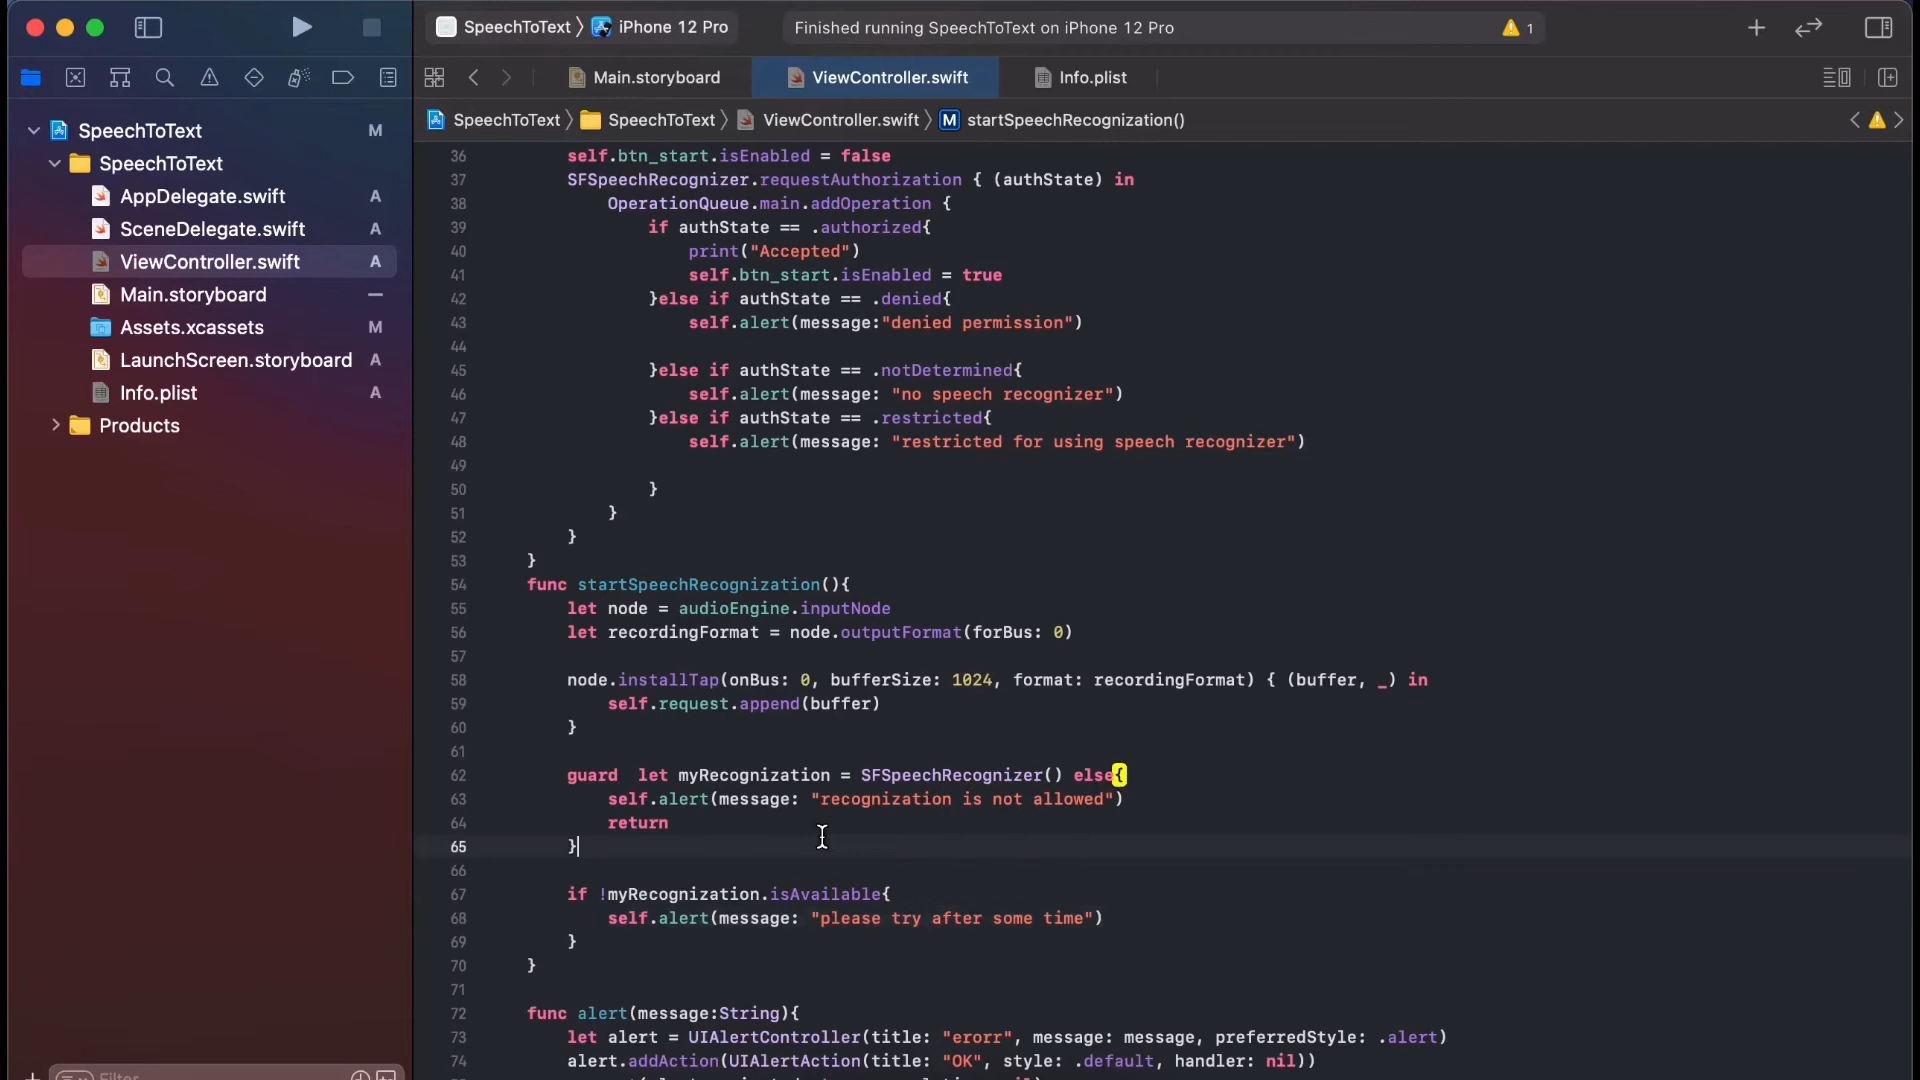 SpeechToText 〉 iPhone 12 Pro
Finished running SpeechToText on iPhone 12 Pro
1
Main.storyboard
ViewController.swift
Info.plist
SpeechToText 〉 SpeechToText 〉 ViewController.swift 〉 M startSpeechRecognization()
SpeechToText M
SpeechToText
AppDelegate.swift A
SceneDelegate.swift A
ViewController.swift A
Main.storyboard —
Assets.xcassets M
LaunchScreen.storyboard A
Info.plist A
Products
Filter
36 self.btn_start.isEnabled = false
37 SFSpeechRecognizer.requestAuthorization { (authState) in
38 OperationQueue.main.addOperation {
39 if authState == .authorized{
40 print("Accepted")
41 self.btn_start.isEnabled = true
42 }else if authState == .denied{
43 self.alert(message:"denied permission")
44
45 }else if authState == .notDetermined{
46 self.alert(message: "no speech recognizer")
47 }else if authState == .restricted{
48 self.alert(message: "restricted for using speech recognizer")
49
50 }
51 }
52 }
53 }
54 func startSpeechRecognization(){
55 let node = audioEngine.inputNode
56 let recordingFormat = node.outputFormat(forBus: 0)
57
58 node.installTap(onBus: 0, bufferSize: 1024, format: recordingFormat) { (buffer, _) in
59 self.request.append(buffer)
60 }
61
62 guard  let myRecognization = SFSpeechRecognizer() else{
63 self.alert(message: "recognization is not allowed")
64 return
65 }
66
67 if !myRecognization.isAvailable{
68 self.alert(message: "please try after some time")
69 }
70 }
71
72 func alert(message:String){
73 let alert = UIAlertController(title: "erorr", message: message, preferredStyle: .alert)
74 alert.addAction(UIAlertAction(title: "OK", style: .default, handler: nil))